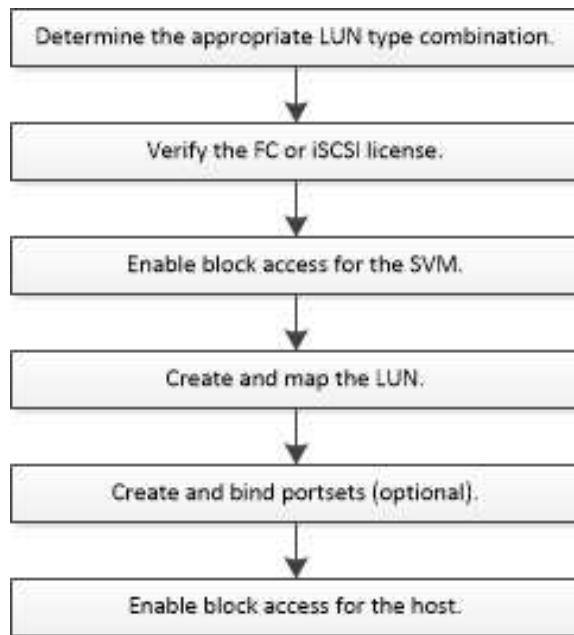 Determine the appropriate LUN type combination.
Verify the FC or iSCSI license.
Enable block access for the SVM.
Create and map the LUN.
Create and bind portsets (optional).
Enable block access for the host.